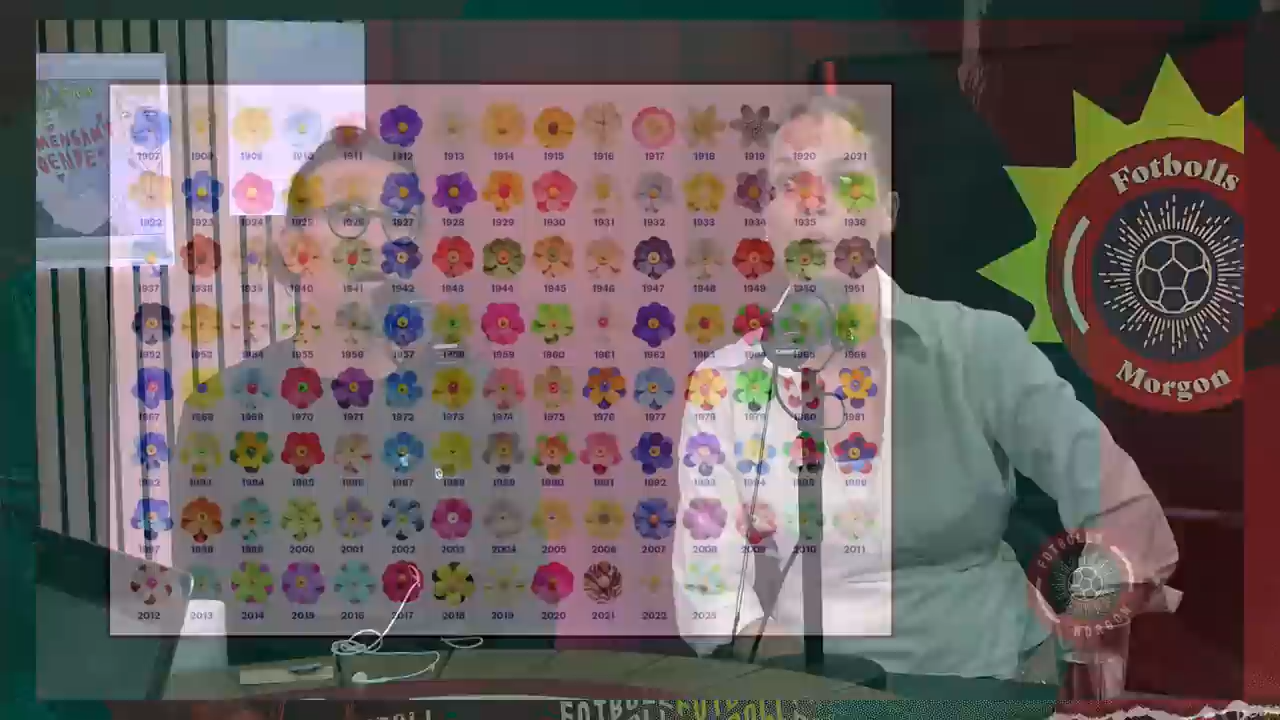 Fotbolls
1907 1908 1909 1910 1911 1912 1913 1914 1915 1916 1917 1918 1919 1920 2021
1922 1923 1924 1925 1926 1927 1928 1929 1930 1931 1932 1933 1934 1935 1936
1937 1938 1939 1940 1941 1942 1943 1944 1945 1946 1947 1948 1949 1950 1951
1952 1953 1954 1955 1956 1957 1958 1959 1960 1961 1962 1963 1964 1965 1966
Morgon
1967 1968 1969 1970 1971 1972 1973 1974 1975 1976 1977 1978 1979 1980 1981
1982 1983 1984 1985 1986 1987 1988 1989 1990 1991 1992 1993 1994 1995 1996
1997 1998 1999 2000 2001 2002 2003 2004 2005 2006 2007 2008 2009 2010 2011
FOTBOLLS
MORGON
2012 2013 2014 2015 2016 2017 2018 2019 2020 2021 2022 2023